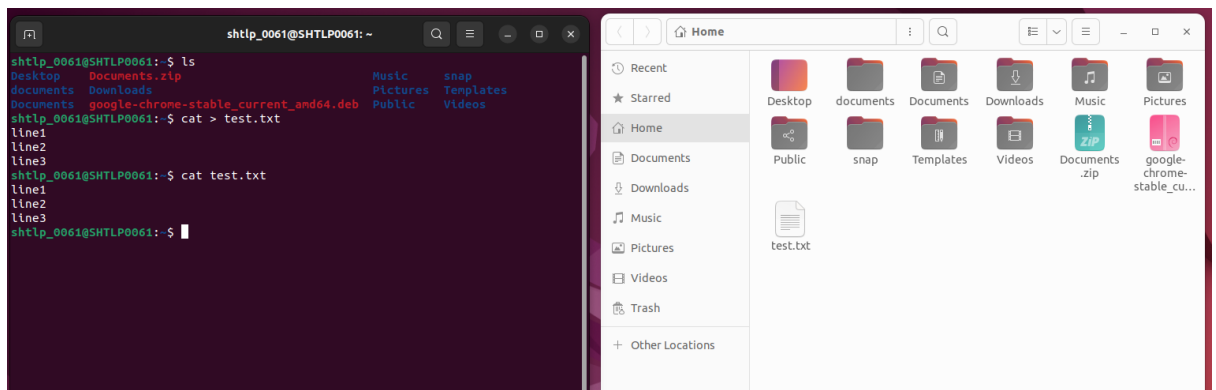 shtlp_0061@SHTLP0061: ~
shtlp_0061@SHTLP0061:~$ ls
Desktop Documents.zip Music snap
documents Downloads Pictures Templates
Documents google-chrome-stable_current_amd64.deb Public Videos
shtlp_0061@SHTLP0061:~$ cat > test.txt
line1
line2
line3
shtlp_0061@SHTLP0061:~$ cat test.txt
line1
line2
line3
shtlp_0061@SHTLP0061:~$
Home
Recent
Starred
Home
Documents
Downloads
Music
Pictures
Videos
Trash
+ Other Locations
Desktop documents Documents Downloads Music Pictures
ZIP
Public snap Templates Videos Documents google-
.zip chrome-
stable_cu...
test.txt